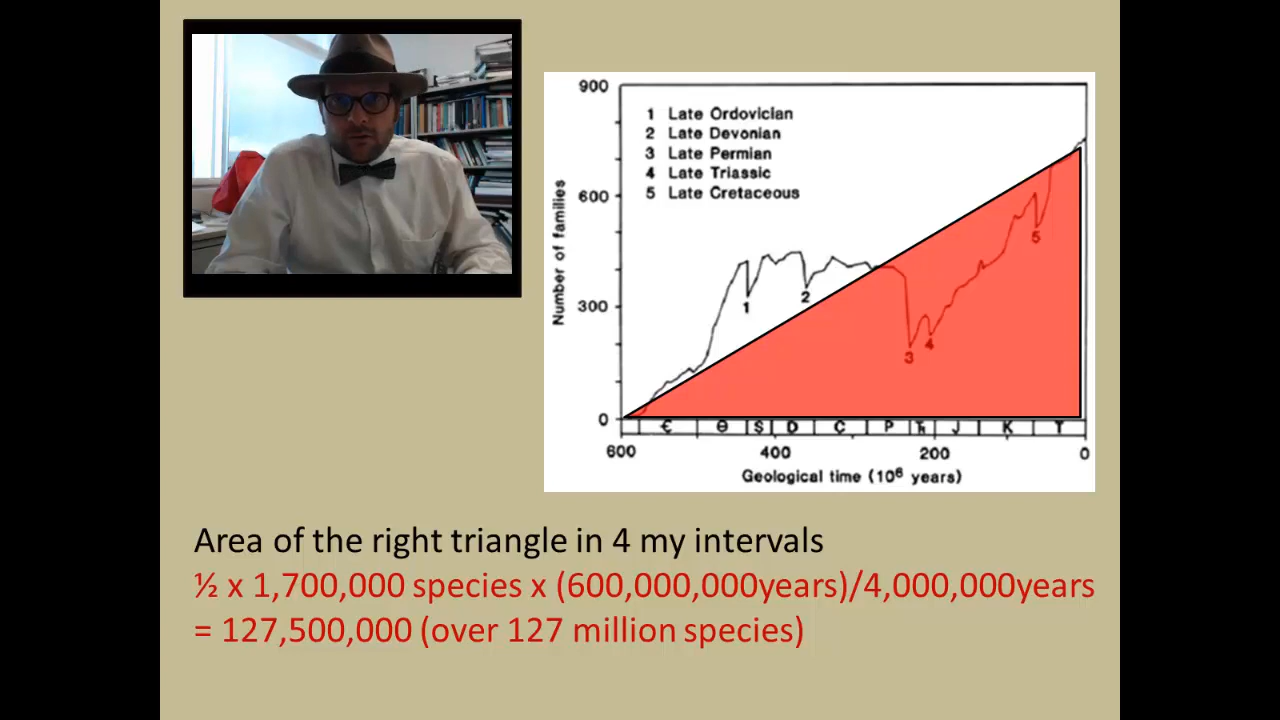 900
1 Late Ordovician
2 Late Devonian
3 Late Permian
4 Late Triassic
5 Late Cretaceous
600
300
0
Number of families
1
2
3
4
5
Є Ө S D C P Ћ J K T
600 400 200 0
Geological time (10⁶ years)
Area of the right triangle in 4 my intervals
½ x 1,700,000 species x (600,000,000years)/4,000,000years
= 127,500,000 (over 127 million species)